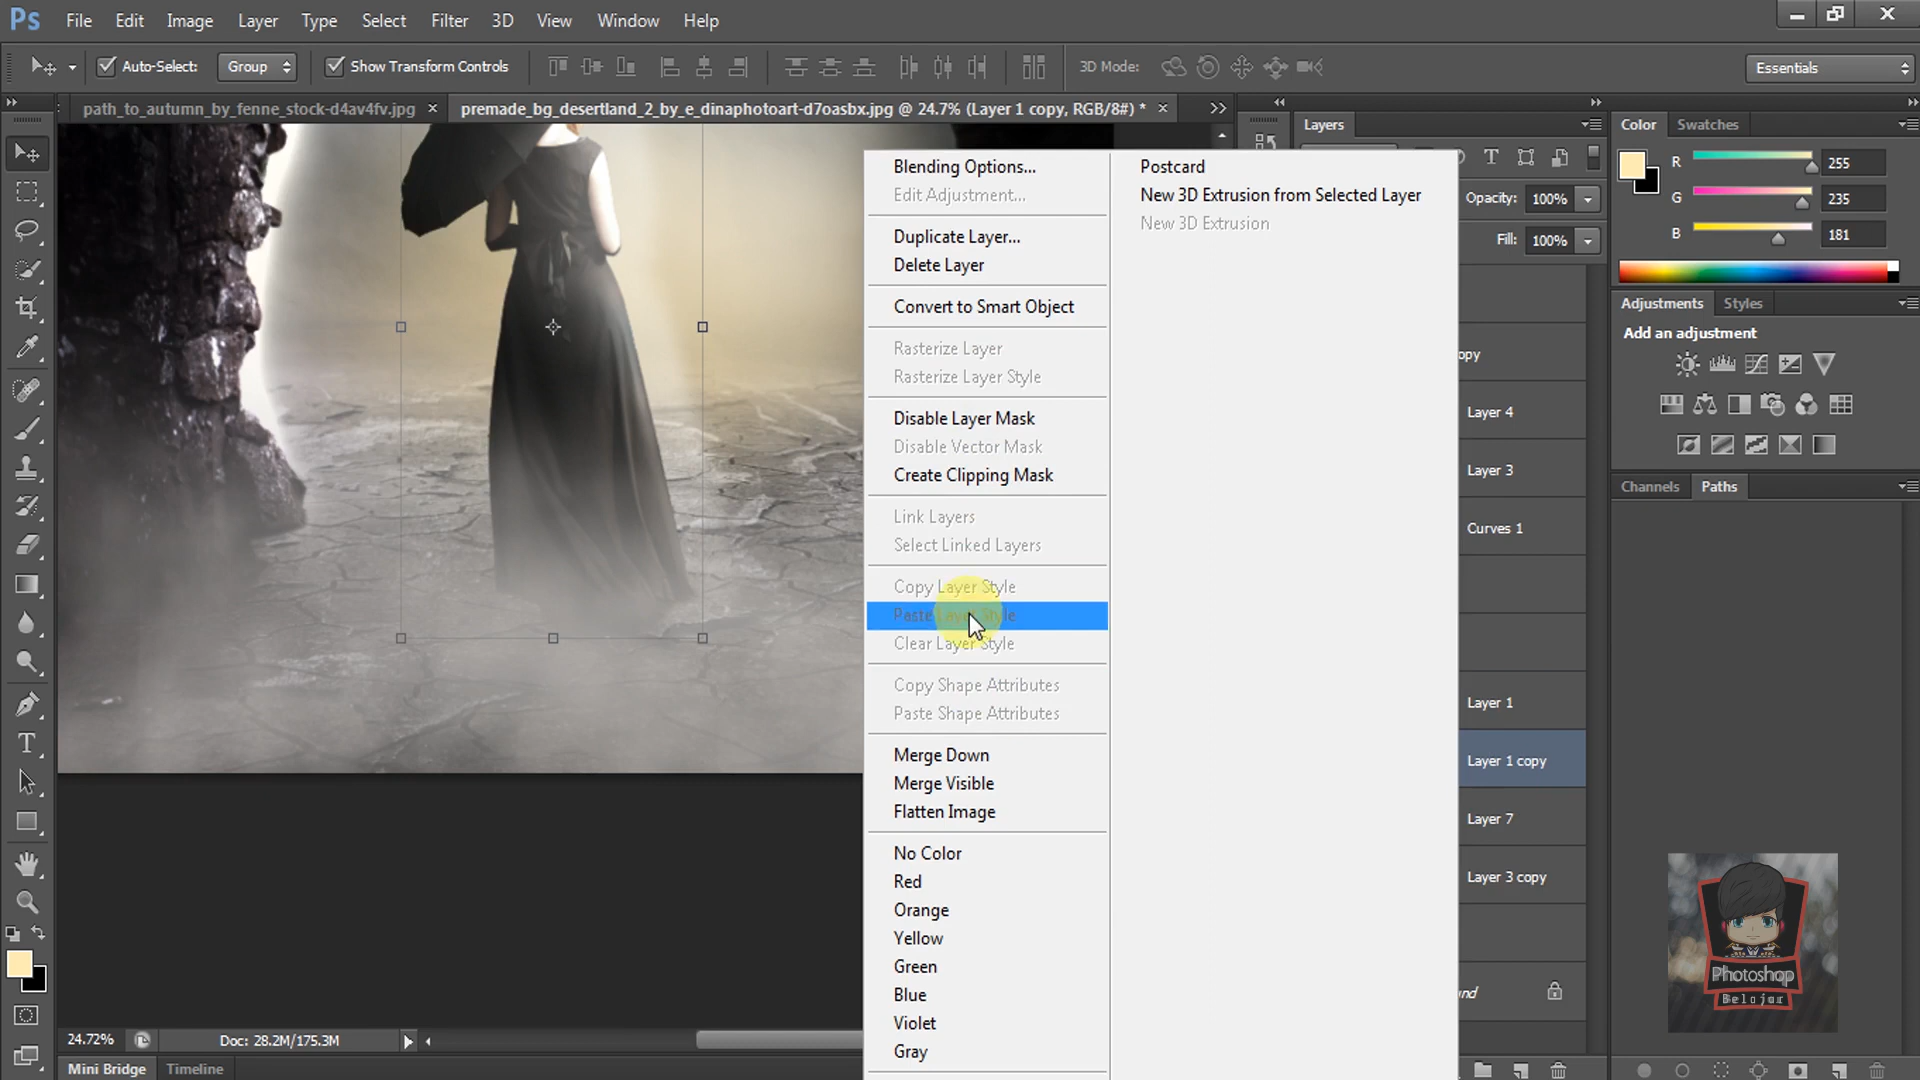 Ps File Edit Image Layer Type Select Filter 3D View Window Help
Auto-Select: Group Show Transform Controls 3D Mode: Essentials
path_to_autumn_by_fenne_stock-d4av4fv.jpg × premade_bg_desertland_2_by_e_dinaphotoart-d7oasbx.jpg @ 24.7% (Layer 1 copy, RGB/8#) * ×
Layers
Color Swatches
R 255
G 235
B 181
Opacity: 100%
Fill: 100%
Adjustments Styles
Add an adjustment
Channels Paths
Blending Options...
Edit Adjustment...
Duplicate Layer...
Delete Layer
Convert to Smart Object
Rasterize Layer
Rasterize Layer Style
Disable Layer Mask
Disable Vector Mask
Create Clipping Mask
Link Layers
Select Linked Layers
Copy Layer Style
Paste Layer Style
Clear Layer Style
Copy Shape Attributes
Paste Shape Attributes
Merge Down
Merge Visible
Flatten Image
No Color
Red
Orange
Yellow
Green
Blue
Violet
Gray
Postcard
New 3D Extrusion from Selected Layer
New 3D Extrusion
opy
Layer 4
Layer 3
Curves 1
Layer 1
Layer 1 copy
Layer 7
Layer 3 copy
und
Photoshop
Belajar
24.72% Doc: 28.2M/175.3M
Mini Bridge Timeline